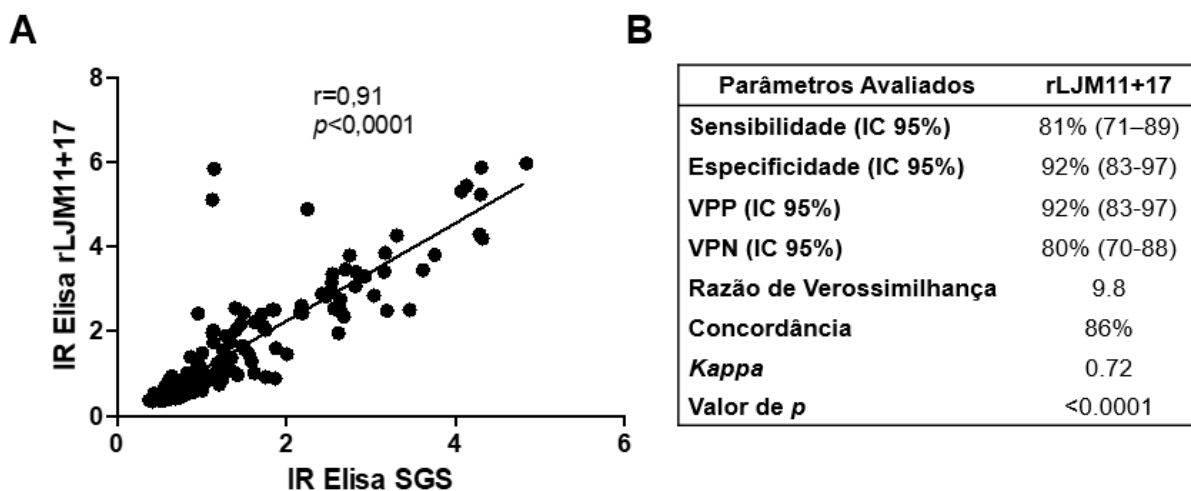 A
IR Elisa rLJM11+17
8
6
4
2
0
r=0,91
p<0,0001
0 2 4 6
IR Elisa SGS
B
Parâmetros Avaliados rLJM11+17
Sensibilidade (IC 95%) 81% (71–89)
Especificidade (IC 95%) 92% (83-97)
VPP (IC 95%) 92% (83-97)
VPN (IC 95%) 80% (70-88)
Razão de Verossimilhança 9.8
Concordância 86%
Kappa 0.72
Valor de p <0.0001